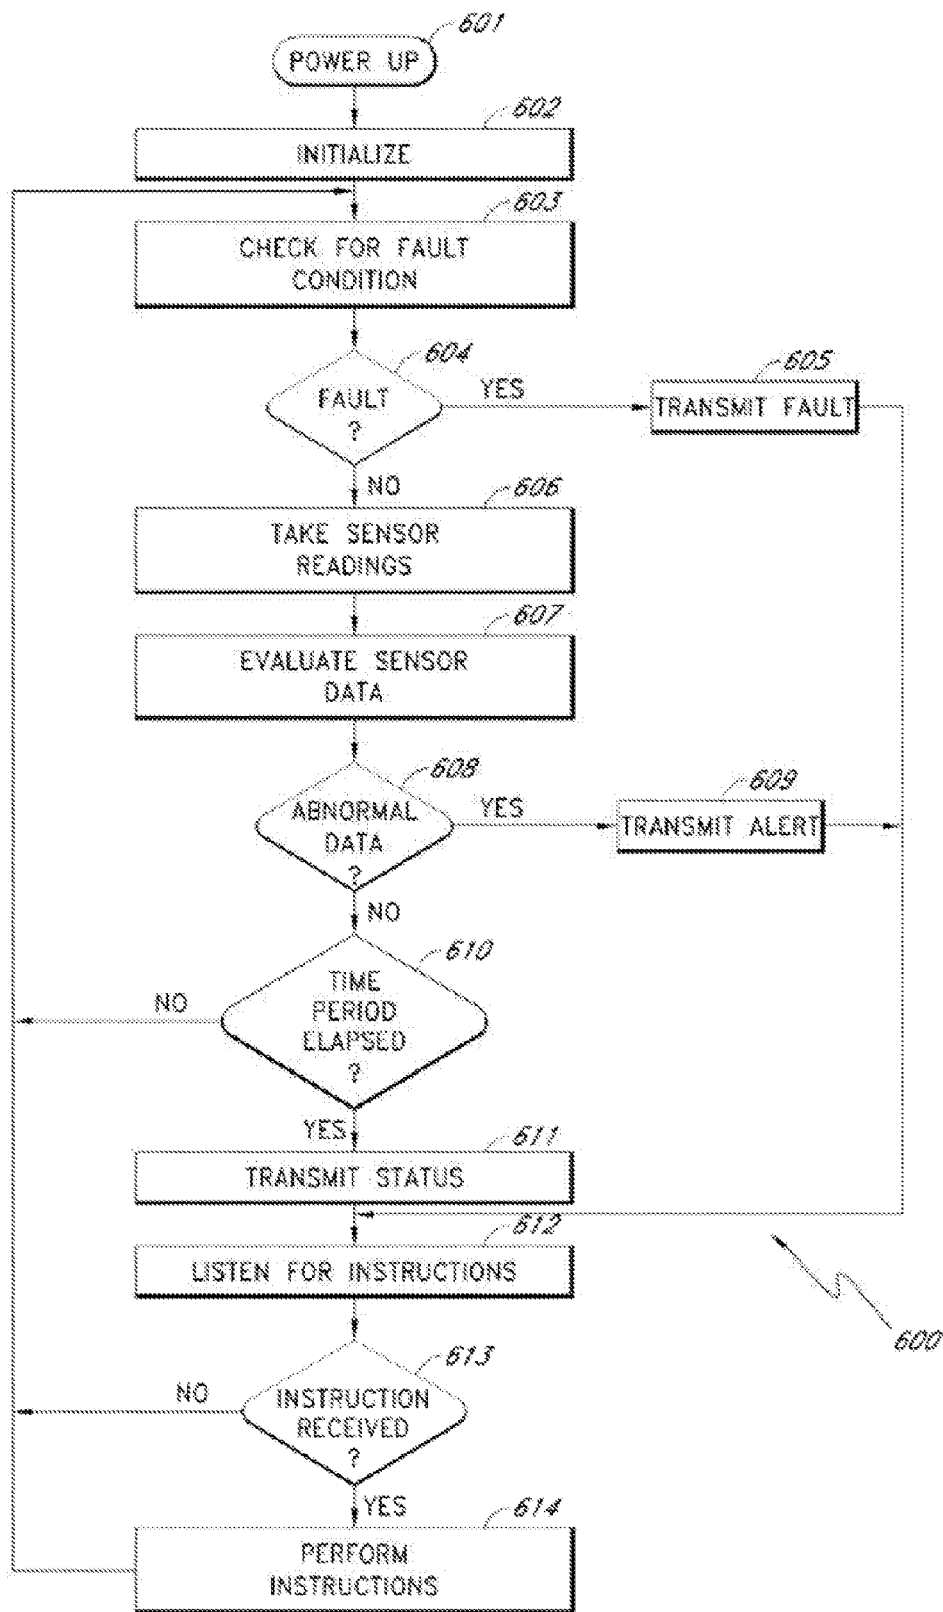 601
POWER UP
602
INITIALIZE
603
CHECK FOR FAULT
CONDITION
604
FAULT
?
YES
605
TRANSMIT FAULT
NO
606
TAKE SENSOR
READINGS
607
EVALUATE SENSOR
DATA
608
ABNORMAL
DATA
?
YES
609
TRANSMIT ALERT
NO
610
TIME
PERIOD
ELAPSED
?
NO
YES
611
TRANSMIT STATUS
612
LISTEN FOR INSTRUCTIONS
600
613
INSTRUCTION
RECEIVED
?
NO
YES
614
PERFORM
INSTRUCTIONS